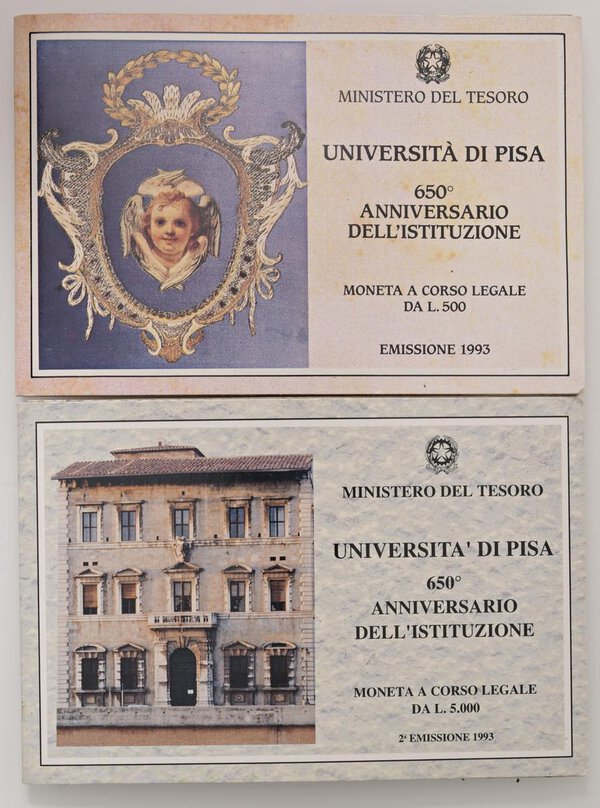 MINISTERO DEL TESORO
UNIVERSITÀ DI PISA
650°
ANNIVERSARIO
DELL'ISTITUZIONE
MONETA A CORSO LEGALE
DA L. 500
EMISSIONE 1993
MINISTERO DEL TESORO
UNIVERSITA' DI PISA
650°
ANNIVERSARIO
DELL'ISTITUZIONE
MONETA A CORSO LEGALE
DA L. 5.000
2ª EMISSIONE 1993